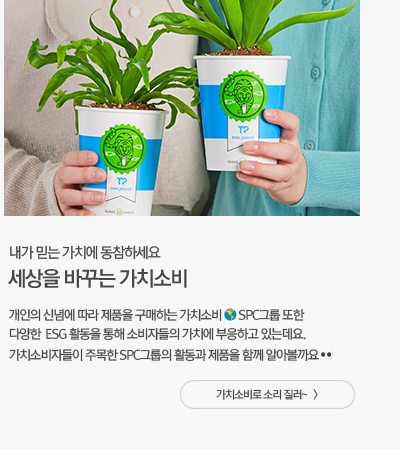 TP
tree planet
TP
tree planet
내가 믿는 가치에 동참하세요
세상을 바꾸는 가치소비
개인의 신념에 따라 제품을 구매하는 가치소비 🌎 SPC그룹 또한
다양한 ESG 활동을 통해 소비자들의 가치에 부응하고 있는데요.
가치소비자들이 주목한 SPC그룹의 활동과 제품을 함께 알아볼까요 👀
가치소비로 소리 질러~ 〉